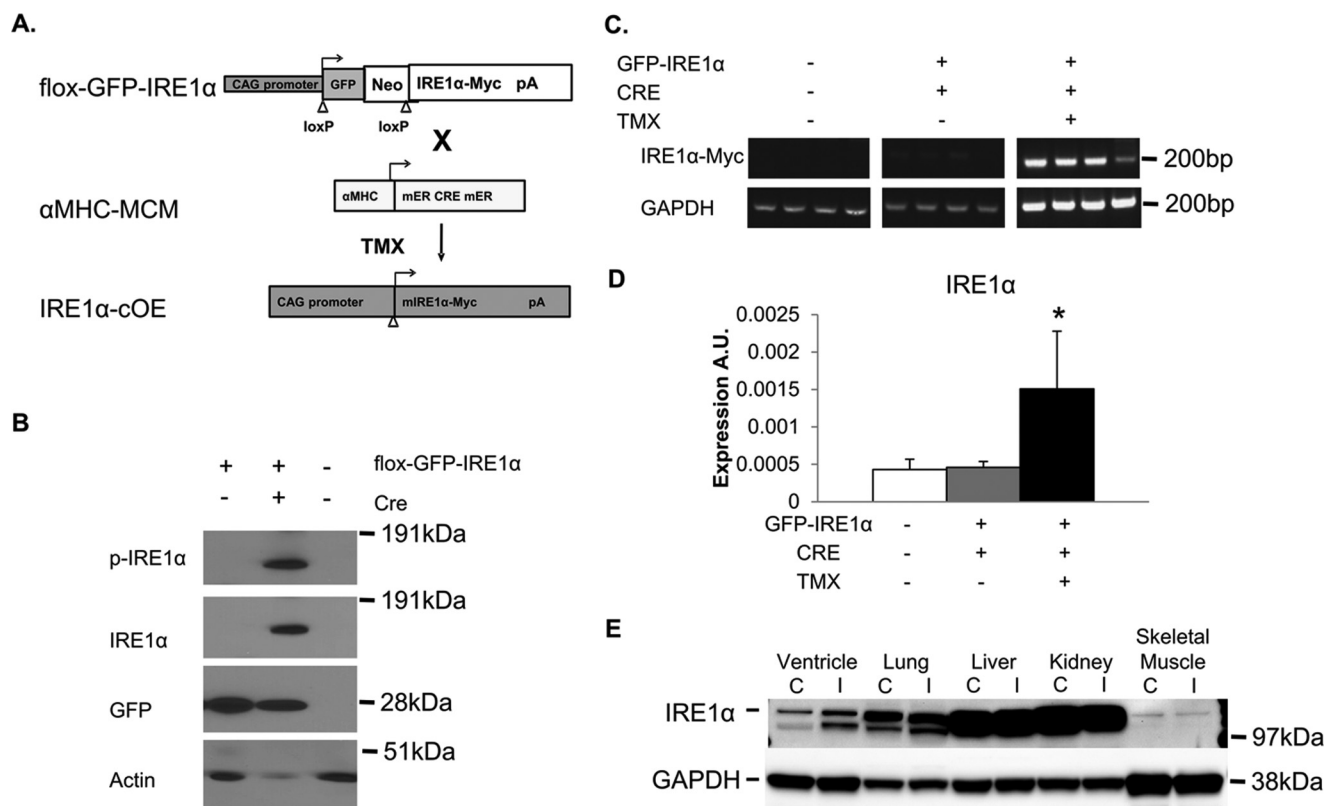 A.
flox-GFP-IRE1α
CAG promoter GFP Neo IRE1α-Myc pA
loxP loxP
X
αMHC-MCM
αMHC mER CRE mER
TMX
IRE1α-cOE
CAG promoter mIRE1α-Myc pA
B
+ + - flox-GFP-IRE1α
- + - Cre
p-IRE1α 191kDa
IRE1α 191kDa
GFP 28kDa
Actin 51kDa
C.
GFP-IRE1α - + +
CRE - + +
TMX - - +
IRE1α-Myc 200bp
GAPDH 200bp
D.
IRE1α
Expression A.U.
0.0025
0.002
0.0015
0.001
0.0005
0
*
GFP-IRE1α - + +
CRE - + +
TMX - - +
E
Ventricle Lung Liver Kidney Skeletal
Muscle
C I C I C I C I C I
IRE1α 97kDa
GAPDH 38kDa